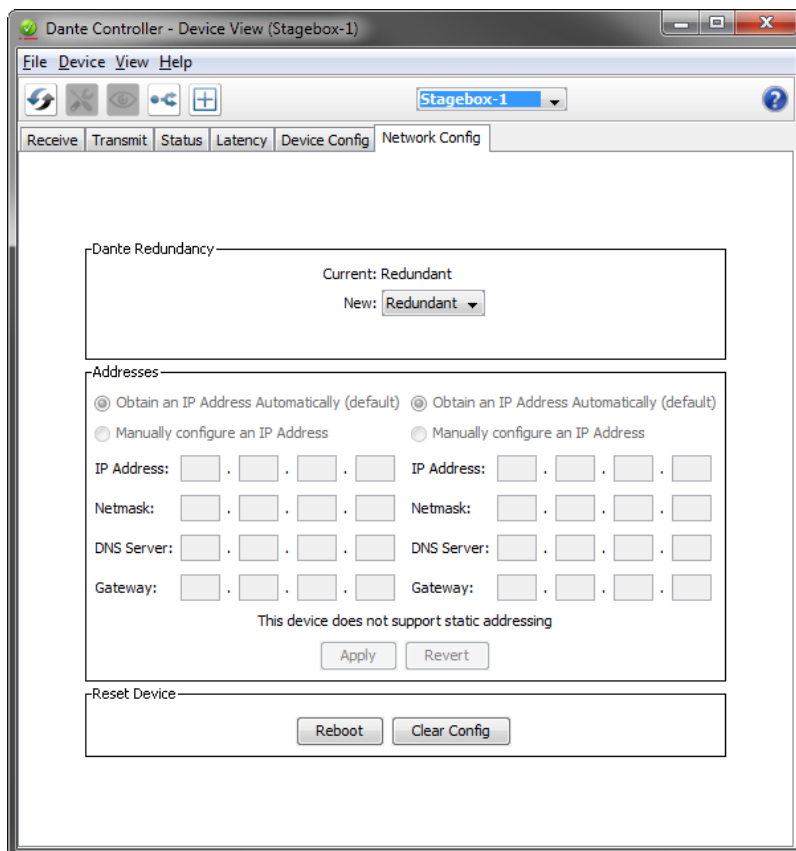 Dante Controller - Device View (Stagebox-1)
File Device View Help
Stagebox-1
Receive Transmit Status Latency Device Config Network Config
Dante Redundancy
Current: Redundant
New: Redundant
Addresses
Obtain an IP Address Automatically (default) Obtain an IP Address Automatically (default)
Manually configure an IP Address Manually configure an IP Address
IP Address: . . . IP Address: . . .
Netmask: . . . Netmask: . . .
DNS Server: . . . DNS Server: . . .
Gateway: . . . Gateway: . . .
This device does not support static addressing
Apply Revert
Reset Device
Reboot Clear Config